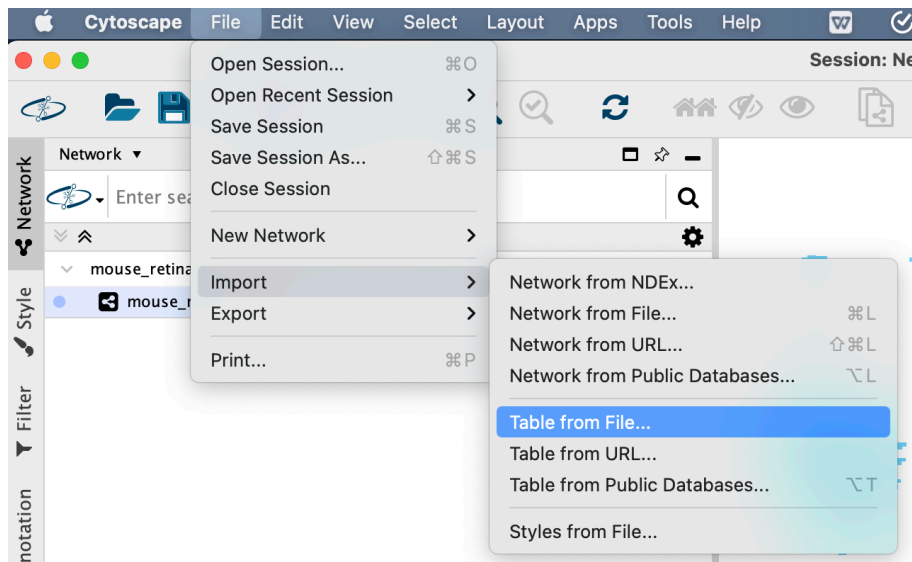 Cytoscape File Edit View Select Layout Apps Tools Help
Session: Ne
Open Session... ⌘O
Open Recent Session
Save Session ⌘S
Save Session As... ⇧⌘S
Close Session
New Network
Import
Export
Print... ⌘P
Network
Enter sea
mouse_retina
mouse_r
Network
Style
Filter
notation
Network from NDEx...
Network from File... ⌘L
Network from URL... ⇧⌘L
Network from Public Databases... ⌥L
Table from File...
Table from URL...
Table from Public Databases... ⌥T
Styles from File...